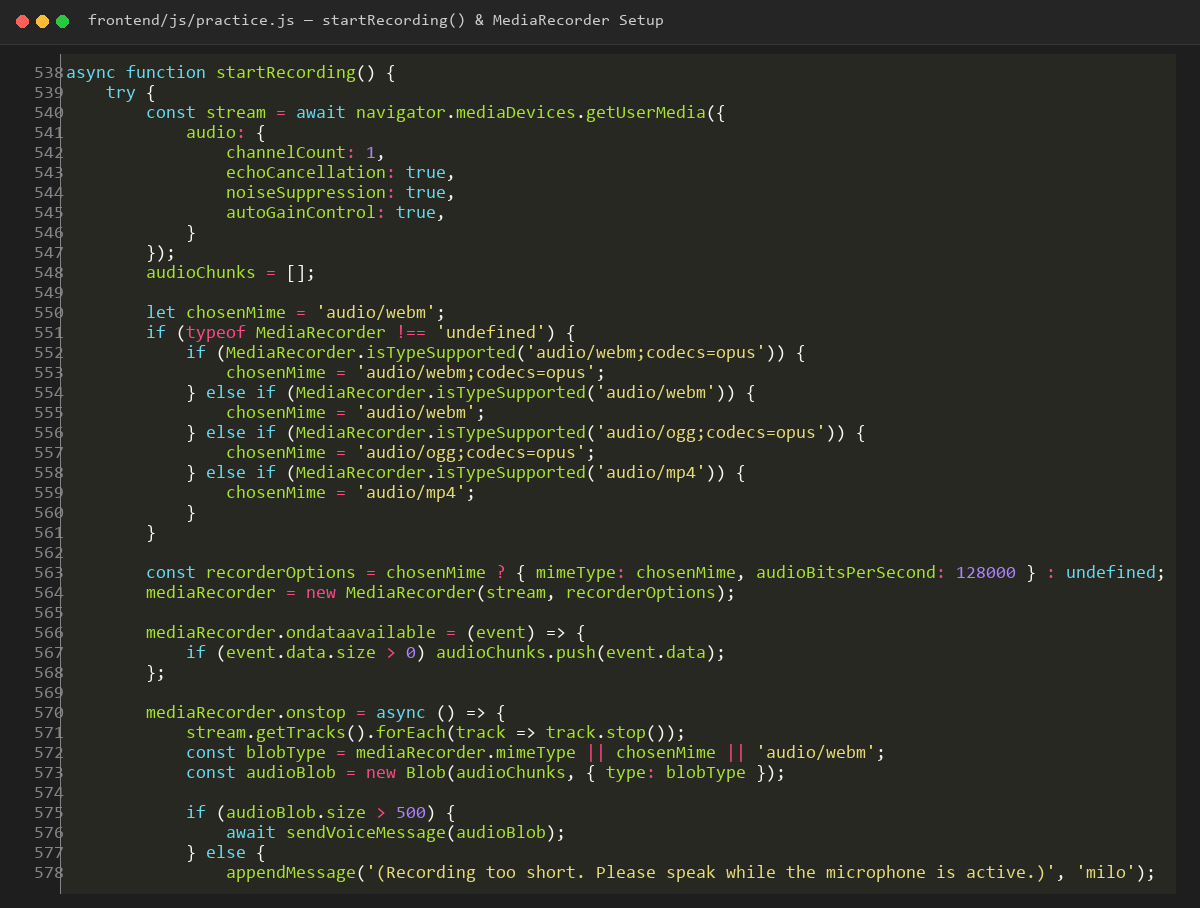 frontend/js/practice.js — startRecording() & MediaRecorder Setup
538 async function startRecording() {
539     try {
540         const stream = await navigator.mediaDevices.getUserMedia({
541             audio: {
542                 channelCount: 1,
543                 echoCancellation: true,
544                 noiseSuppression: true,
545                 autoGainControl: true,
546             }
547         });
548         audioChunks = [];
549
550         let chosenMime = 'audio/webm';
551         if (typeof MediaRecorder !== 'undefined') {
552             if (MediaRecorder.isTypeSupported('audio/webm;codecs=opus')) {
553                 chosenMime = 'audio/webm;codecs=opus';
554             } else if (MediaRecorder.isTypeSupported('audio/webm')) {
555                 chosenMime = 'audio/webm';
556             } else if (MediaRecorder.isTypeSupported('audio/ogg;codecs=opus')) {
557                 chosenMime = 'audio/ogg;codecs=opus';
558             } else if (MediaRecorder.isTypeSupported('audio/mp4')) {
559                 chosenMime = 'audio/mp4';
560             }
561         }
562
563         const recorderOptions = chosenMime ? { mimeType: chosenMime, audioBitsPerSecond: 128000 } : undefined;
564         mediaRecorder = new MediaRecorder(stream, recorderOptions);
565
566         mediaRecorder.ondataavailable = (event) => {
567             if (event.data.size > 0) audioChunks.push(event.data);
568         };
569
570         mediaRecorder.onstop = async () => {
571             stream.getTracks().forEach(track => track.stop());
572             const blobType = mediaRecorder.mimeType || chosenMime || 'audio/webm';
573             const audioBlob = new Blob(audioChunks, { type: blobType });
574
575             if (audioBlob.size > 500) {
576                 await sendVoiceMessage(audioBlob);
577             } else {
578                 appendMessage('(Recording too short. Please speak while the microphone is active.)', 'milo');